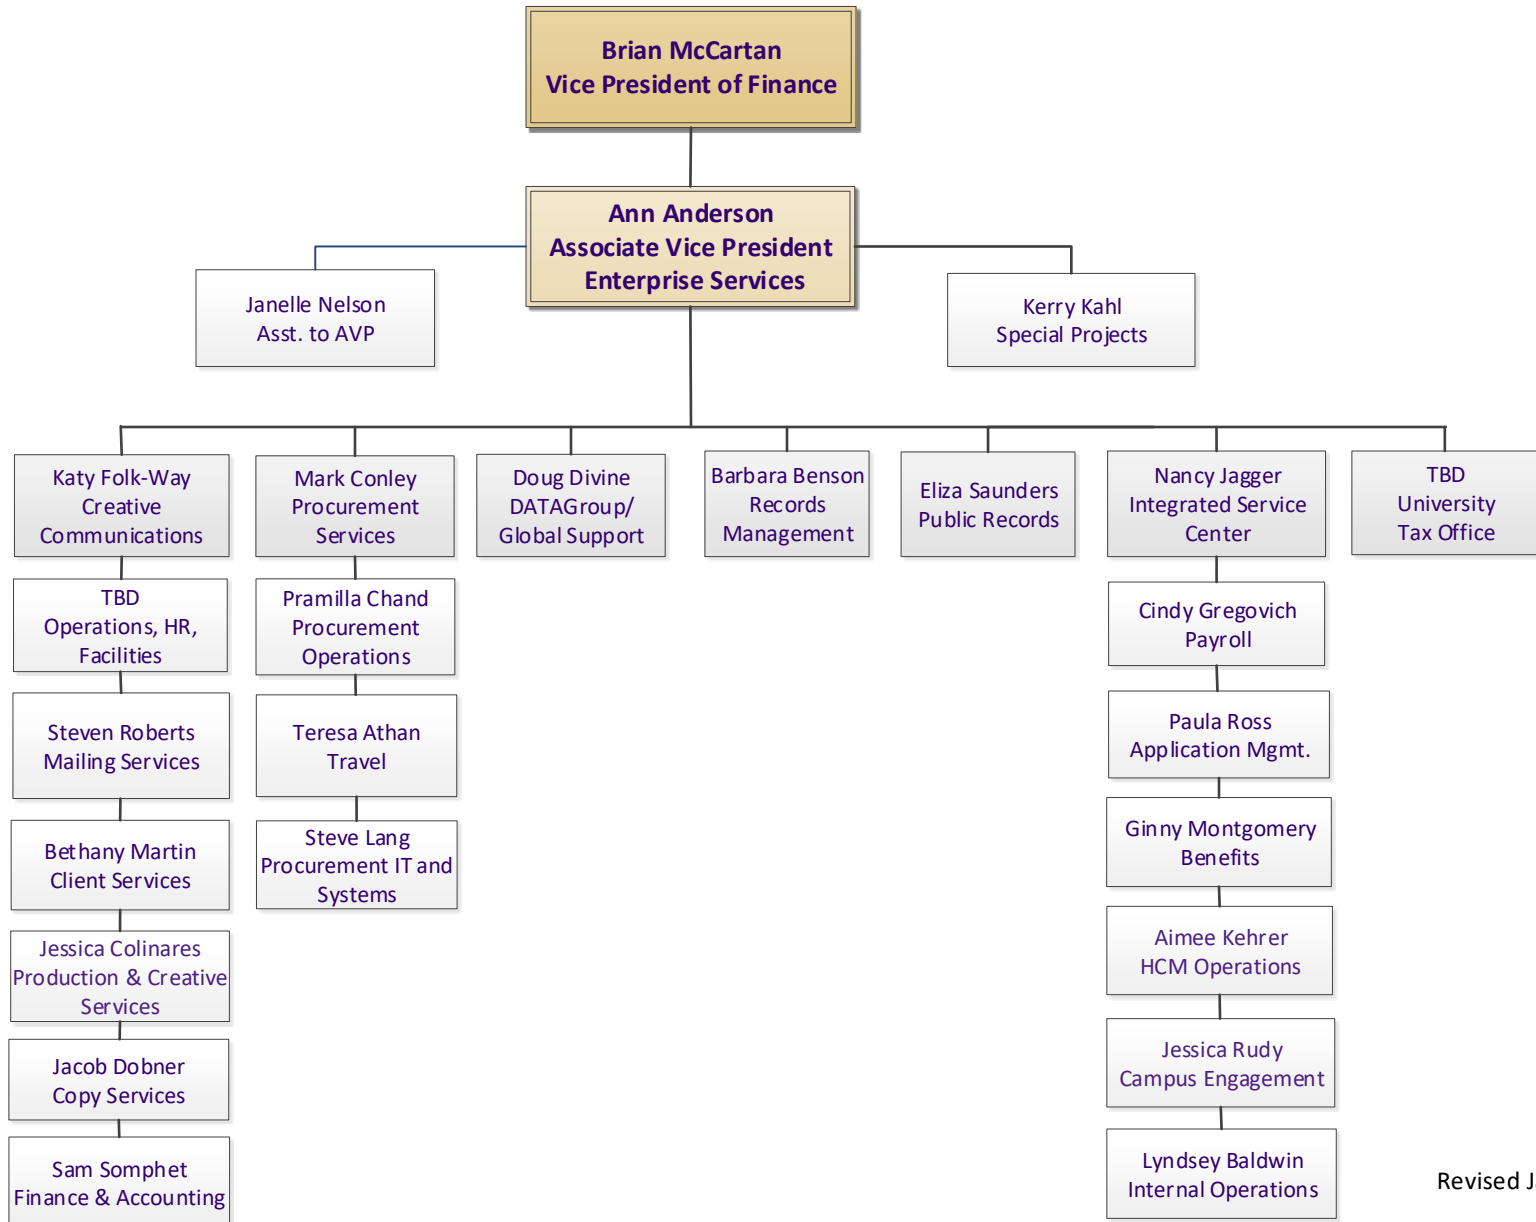 Brian McCartan
Vice President of Finance
Ann Anderson
Associate Vice President
Enterprise Services
Janelle Nelson
Asst. to AVP
Kerry Kahl
Special Projects
Katy Folk-Way
Creative
Communications
Mark Conley
Procurement
Services
Doug Divine
DATAGroup/
Global Support
Barbara Benson
Records
Management
Eliza Saunders
Public Records
Nancy Jagger
Integrated Service
Center
TBD
University
Tax Office
TBD
Operations, HR,
Facilities
Steven Roberts
Mailing Services
Bethany Martin
Client Services
Jessica Colinares
Production & Creative
Services
Jacob Dobner
Copy Services
Sam Somphet
Finance & Accounting
Pramilla Chand
Procurement
Operations
Teresa Athan
Travel
Steve Lang
Procurement IT and
Systems
Cindy Gregovich
Payroll
Paula Ross
Application Mgmt.
Ginny Montgomery
Benefits
Aimee Kehrer
HCM Operations
Jessica Rudy
Campus Engagement
Lyndsey Baldwin
Internal Operations
Revised